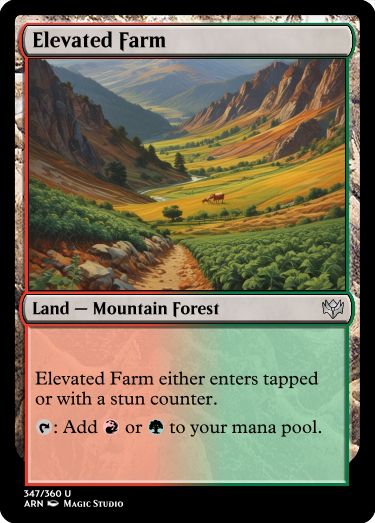 Elevated Farm
Land — Mountain Forest
Elevated Farm either enters tapped
or with a stun counter.
: Add or to your mana pool.
347/360 U
ARN Magic Studio